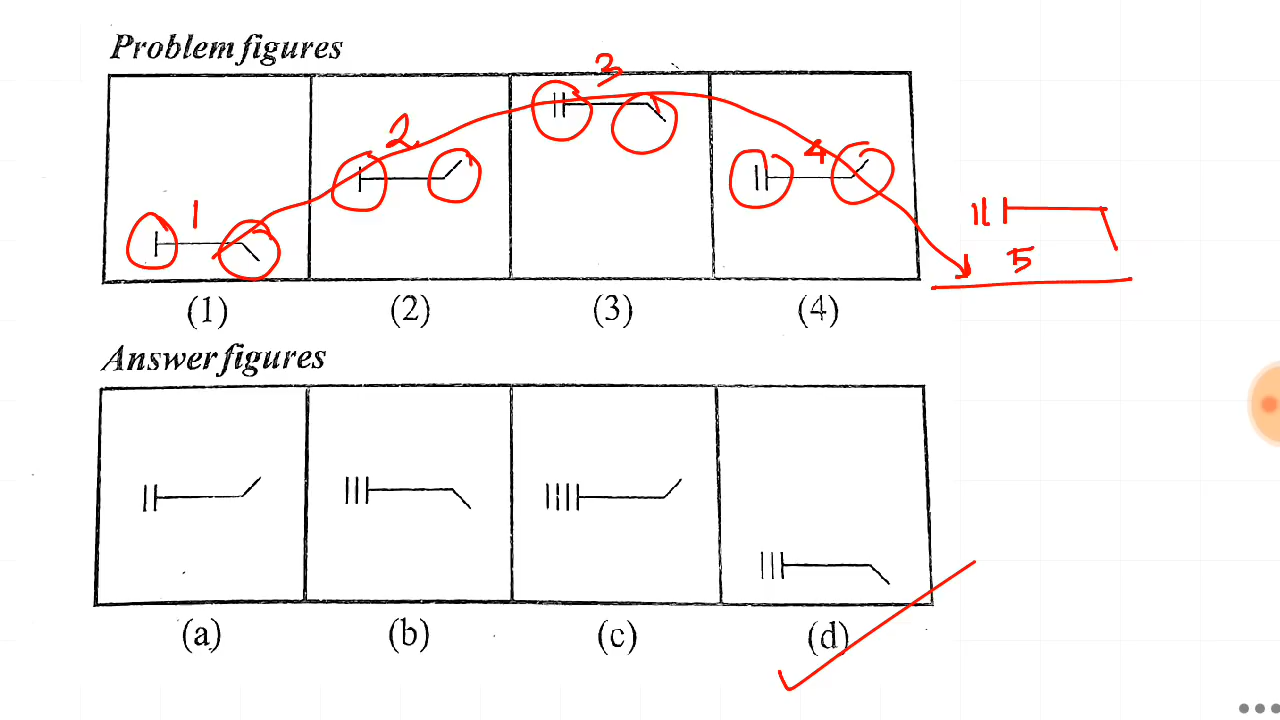 Problem figures
1 2 3 4
5
(1) (2) (3) (4)
Answer figures
(a) (b) (c) (d)